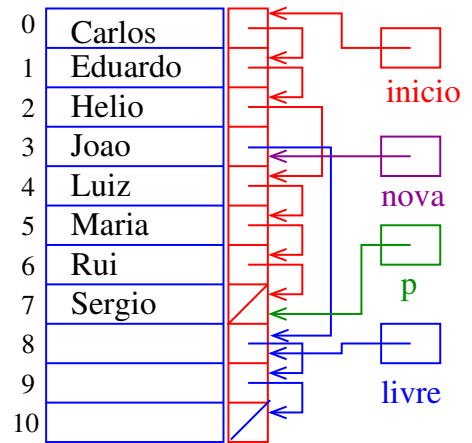 0 Carlos
1 Eduardo
inicio
2 Helio
3 Joao
4 Luiz
nova
5 Maria
6 Rui
p
7 Sergio
8
9
livre
10